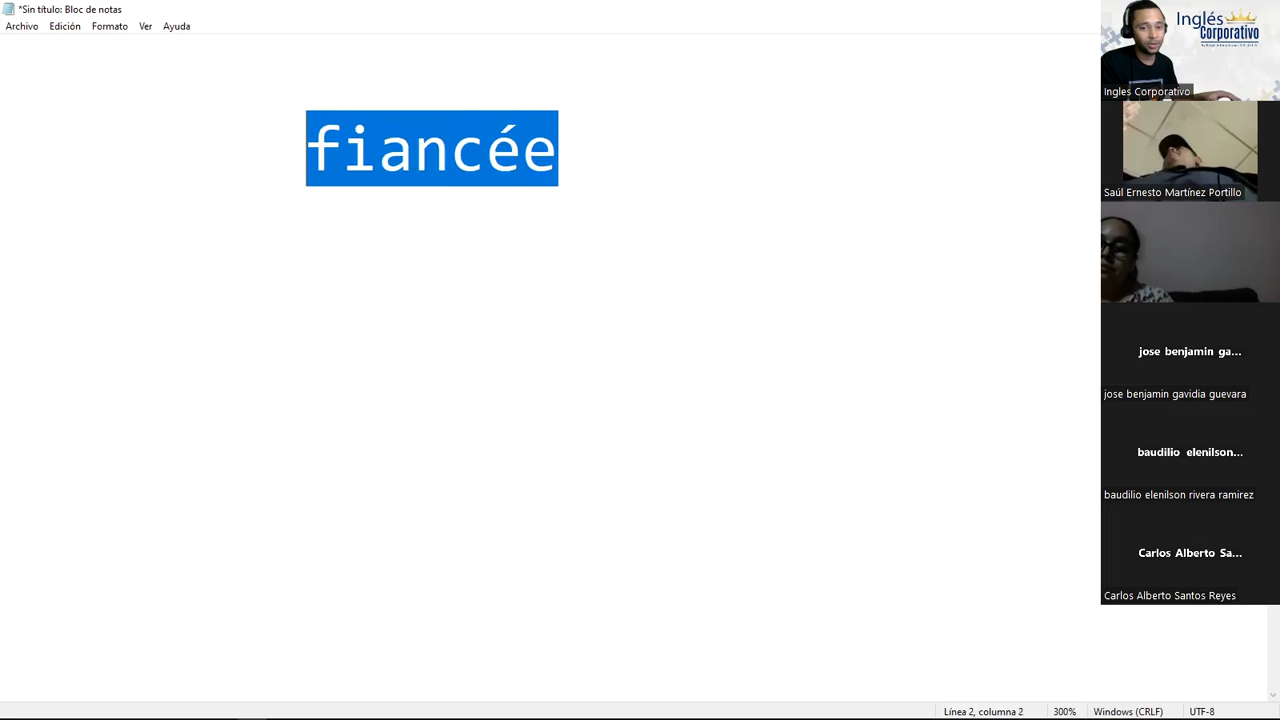 *Sin título: Bloc de notas
Archivo Edición Formato Ver Ayuda
fiancée
Inglés
Corporativo
Ingles Corporativo
Saúl Ernesto Martínez Portillo
jose benjamin ga...
jose benjamin gavidia guevara
baudilio elenilson...
baudilio elenilson rivera ramirez
Carlos Alberto Sa...
Carlos Alberto Santos Reyes
Línea 2, columna 2 300% Windows (CRLF) UTF-8